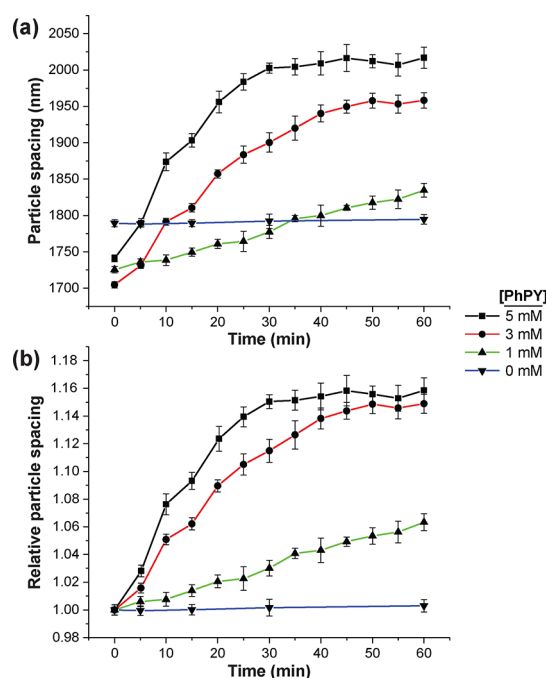 (a)
Particle spacing (nm)
2050
2000
1950
1900
1850
1800
1750
1700
0 10 20 30 40 50 60
Time (min)
[PhPY]
5 mM
3 mM
1 mM
0 mM
(b)
Relative particle spacing
1.18
1.16
1.14
1.12
1.10
1.08
1.06
1.04
1.02
1.00
0.98
0 10 20 30 40 50 60
Time (min)